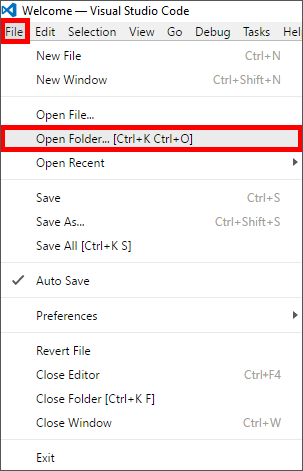 Welcome — Visual Studio Code
File Edit Selection View Go Debug Tasks Help
New File Ctrl+N
New Window Ctrl+Shift+N
Open File...
Open Folder... [Ctrl+K Ctrl+O]
Open Recent
Save Ctrl+S
Save As... Ctrl+Shift+S
Save All [Ctrl+K S]
Auto Save
Preferences
Revert File
Close Editor Ctrl+F4
Close Folder [Ctrl+K F]
Close Window Ctrl+W
Exit